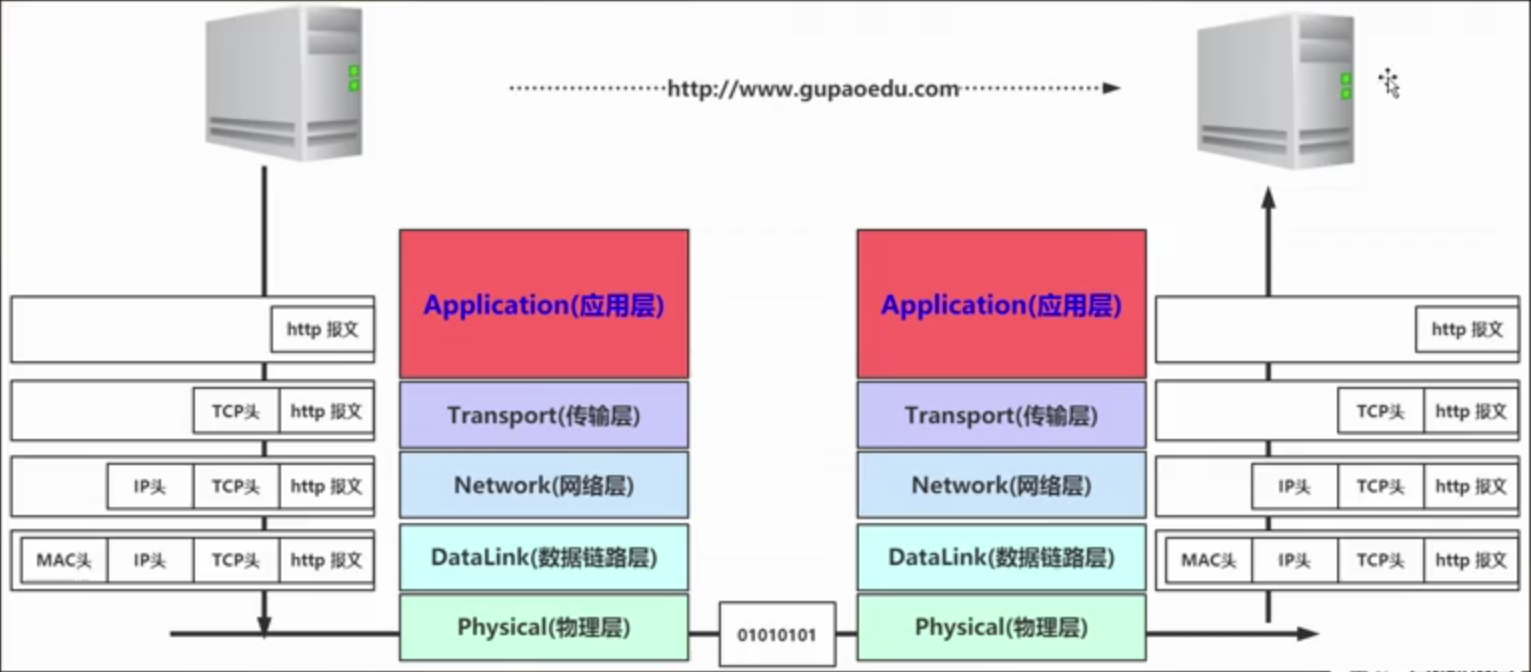 http://www.gupaoedu.com
Application(应用层)
Application(应用层)
http 报文
http 报文
TCP头 http 报文
Transport(传输层)
Transport(传输层)
TCP头 http 报文
IP头 TCP头 http 报文
Network(网络层)
Network(网络层)
IP头 TCP头 http 报文
MAC头 IP头 TCP头 http 报文
DataLink(数据链路层)
DataLink(数据链路层)
MAC头 IP头 TCP头 http 报文
Physical(物理层)
01010101
Physical(物理层)